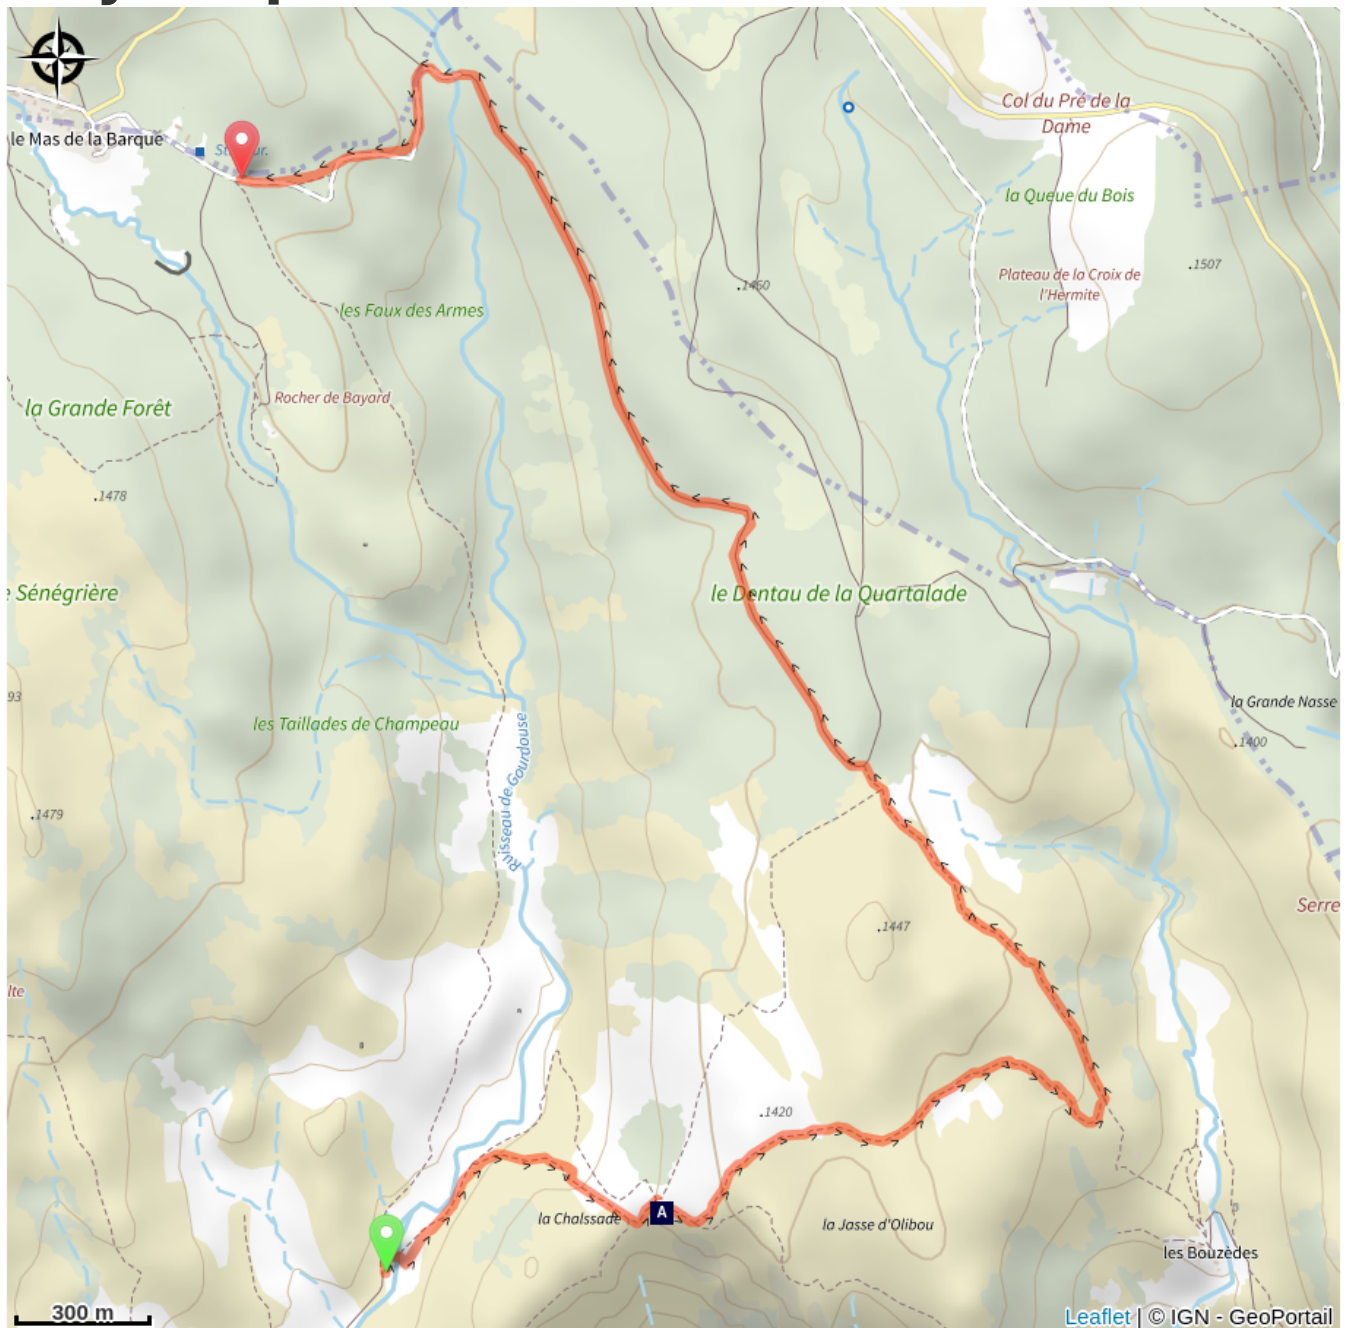 Col du Pré de la
Dame
le Mas de la Barque
la Queue du Bois
.1507
Plateau de la Croix de
l'Hermite
.1460
les Faux des Armes
Rocher de Bayard
la Grande Forêt
.1478
Sénégrière
le Dentau de la Quartalade
93
la Grande Nasse
les Taillades de Champeau
.1400
Ruisseau de Gourdouse
.1479
Serre
.1447
lte
.1420
A
la Chalssade
la Jasse d'Olibou
les Bouzèdes
300 m
Leaflet | © IGN - GeoPortail